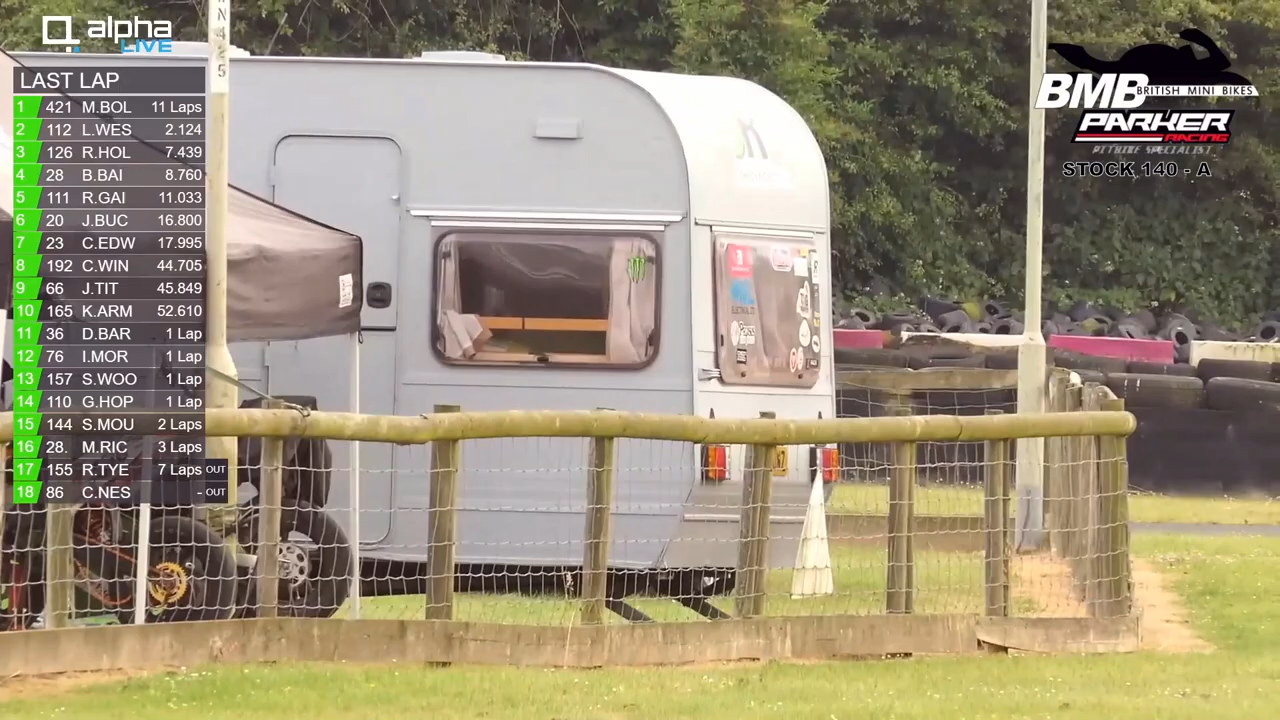 alpha
LIVE
LAST LAP
1 421 M.BOL 11 Laps
2 112 L.WES 2.124
3 126 R.HOL 7.439
4 28 B.BAI 8.760
5 111 R.GAI 11.033
6 20 J.BUC 16.800
7 23 C.EDW 17.995
8 192 C.WIN 44.705
9 66 J.TIT 45.849
10 165 K.ARM 52.610
11 36 D.BAR 1 Lap
12 76 I.MOR 1 Lap
13 157 S.WOO 1 Lap
14 110 G.HOP 1 Lap
15 144 S.MOU 2 Laps
16 28. M.RIC 3 Laps
17 155 R.TYE 7 Laps OUT
18 86 C.NES - OUT
BMB BRITISH MINI BIKES
PARKER
RACING
PITBIKE SPECIALIST
STOCK 140 - A